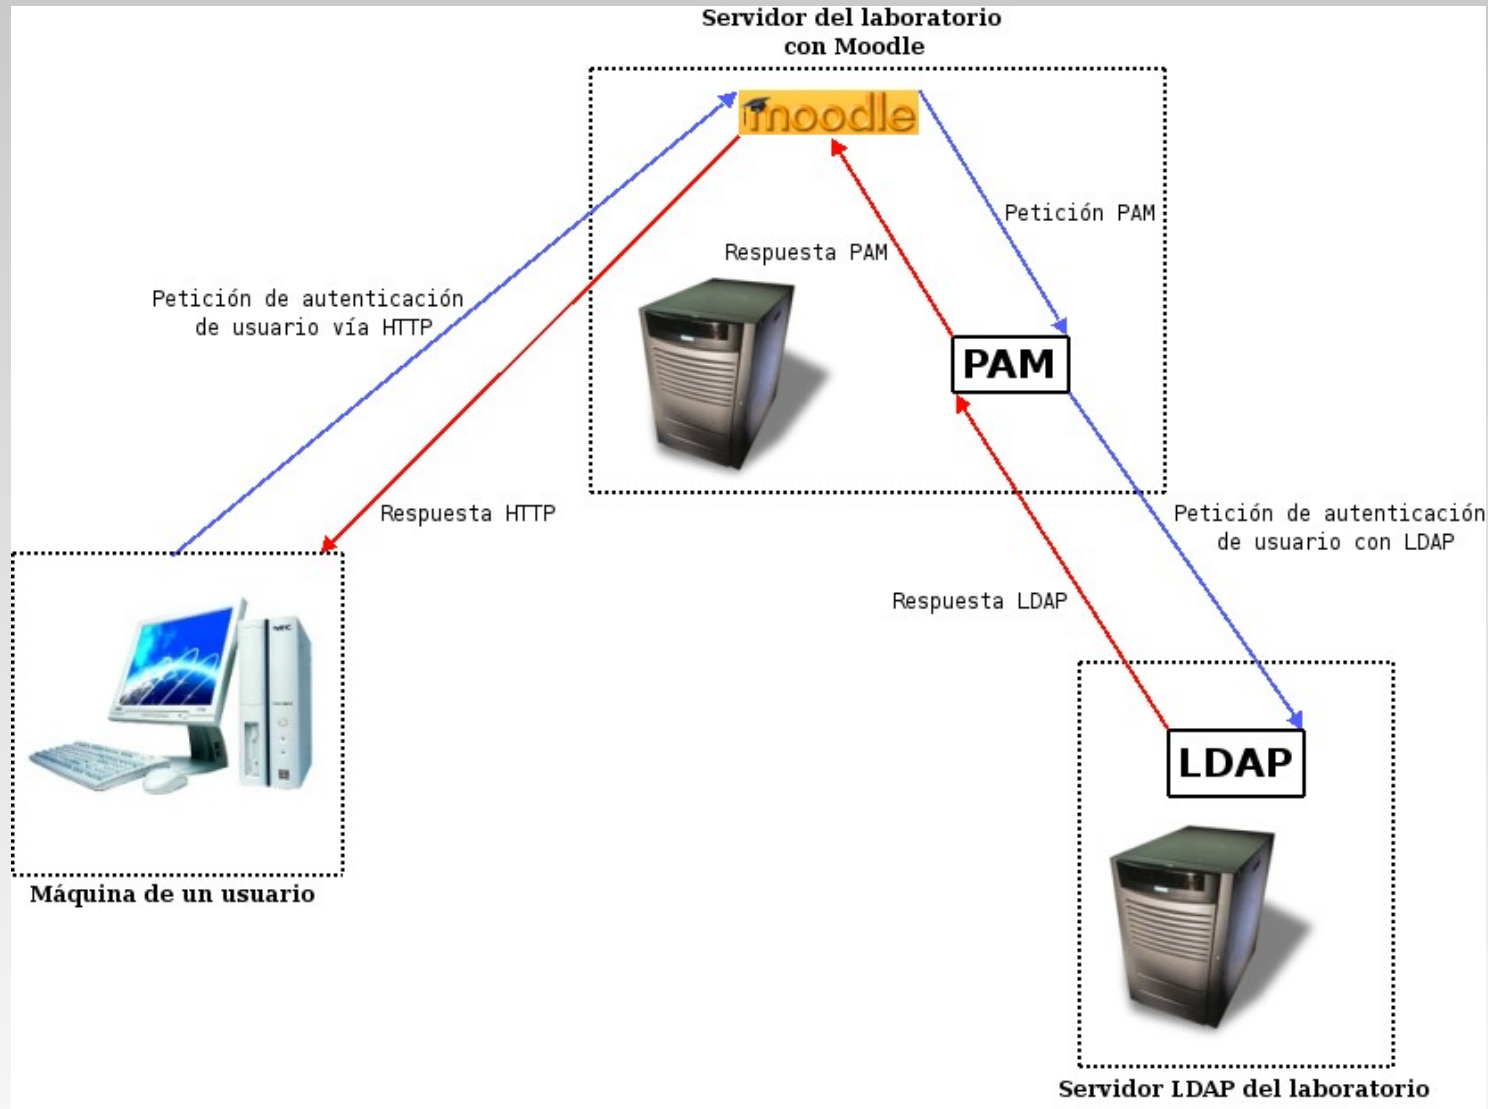 Servidor del laboratorio
con Moodle
moodle
Petición PAM
Respuesta PAM
Petición de autenticación
de usuario vía HTTP
PAM
Respuesta HTTP
Petición de autenticación
de usuario con LDAP
Respuesta LDAP
NEC
LDAP
Máquina de un usuario
Servidor LDAP del laboratorio